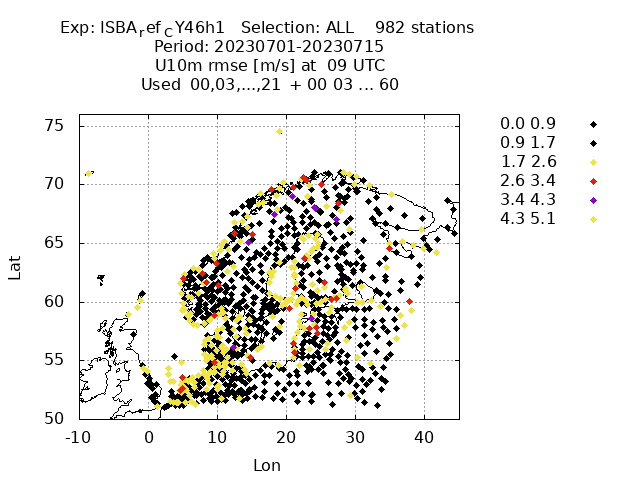 Exp: ISBArefCY46h1 Selection: ALL 982 stations
Period: 20230701-20230715
U10m rmse [m/s] at 09 UTC
Used 00,03,...,21 + 00 03 ... 60
0.0 0.9
0.9 1.7
1.7 2.6
2.6 3.4
3.4 4.3
4.3 5.1
75
70
65
60
55
50
Lat
-10 0 10 20 30 40
Lon